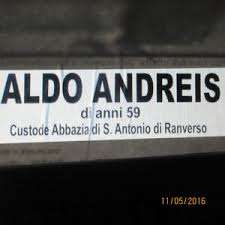 ALDO ANDREIS
di anni 59
Custode Abbazia di S. Antonio di Ranverso
11/05/2016